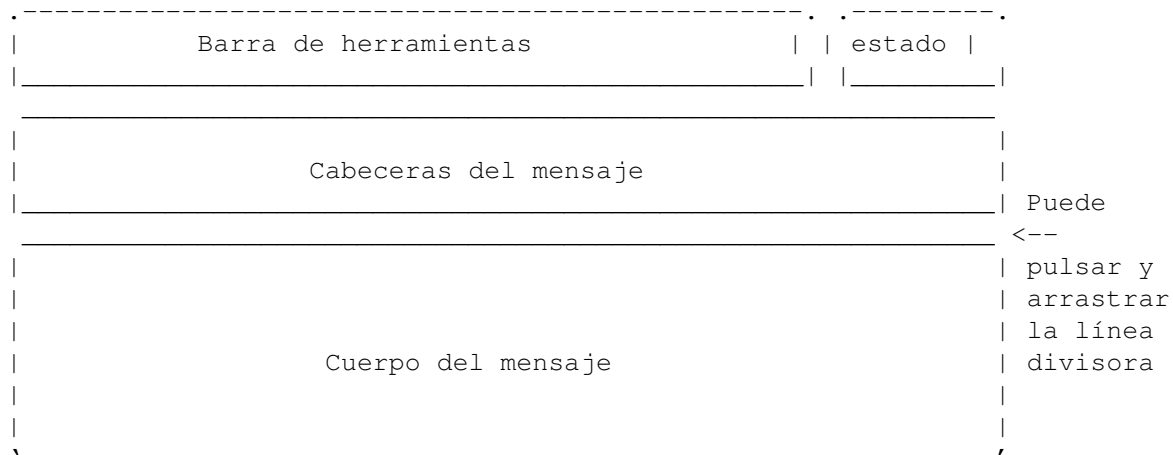 Barra de herramientas
estado
Cabeceras del mensaje
Puede
<--
pulsar y
arrastrar
la línea
Cuerpo del mensaje
divisora